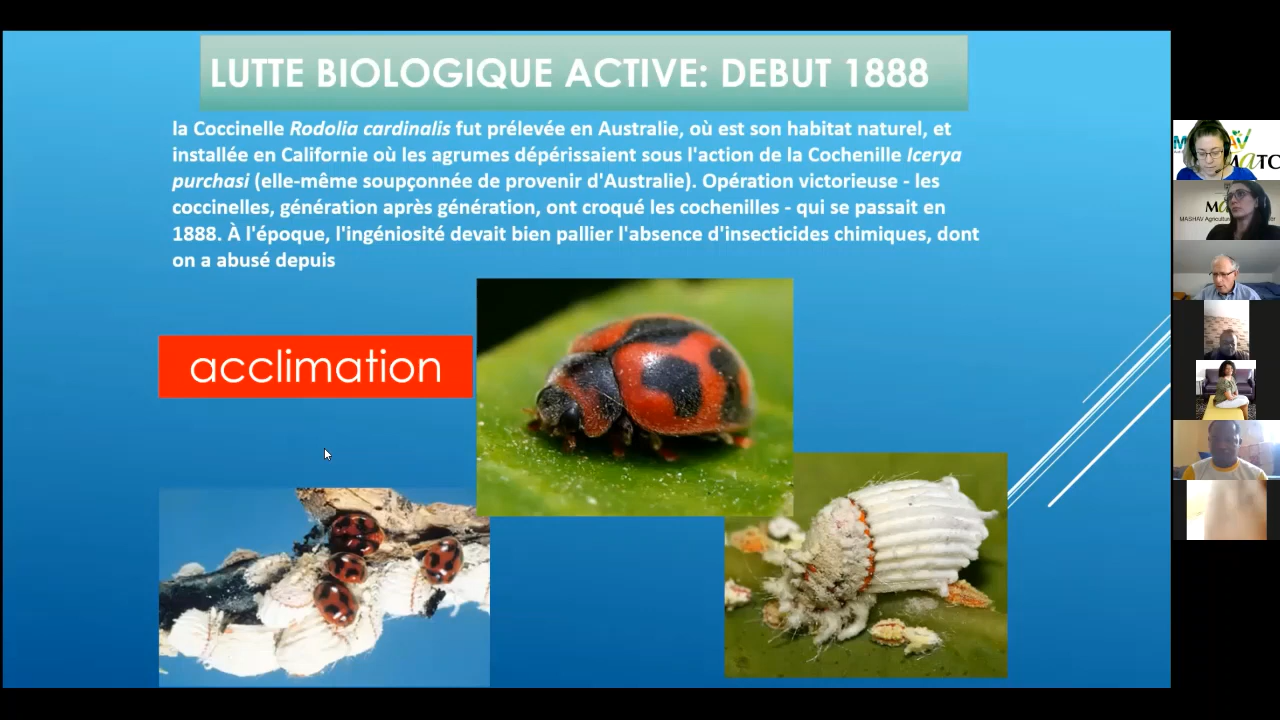 LUTTE BIOLOGIQUE ACTIVE: DEBUT 1888
la Coccinelle Rodolia cardinalis fut prélevée en Australie, où est son habitat naturel, et
installée en Californie où les agrumes dépérissaient sous l'action de la Cochenille Icerya
purchasi (elle-même soupçonnée de provenir d'Australie). Opération victorieuse - les
coccinelles, génération après génération, ont croqué les cochenilles - qui se passait en
1888. À l'époque, l'ingéniosité devait bien pallier l'absence d'insecticides chimiques, dont
on a abusé depuis
acclimation